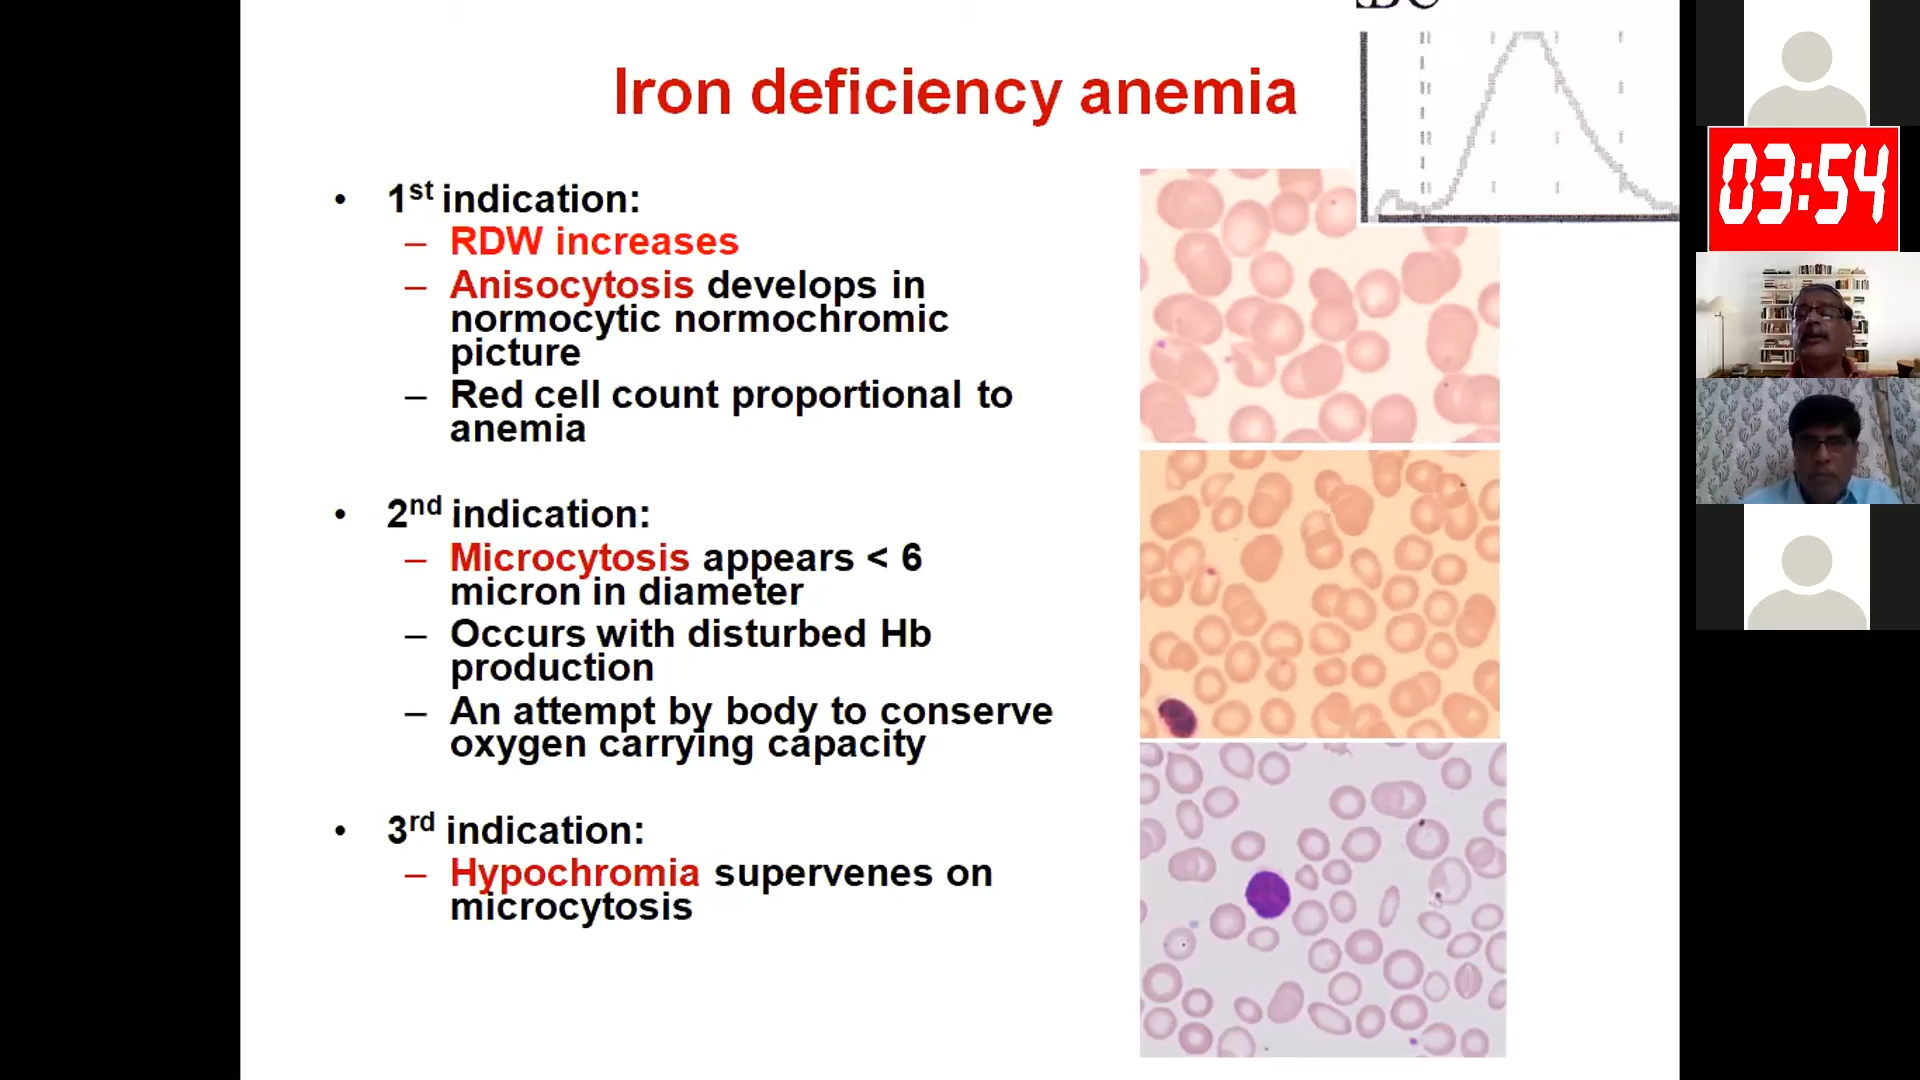 Iron deficiency anemia
• 1st indication:
– RDW increases
– Anisocytosis develops in
normocytic normochromic
picture
– Red cell count proportional to
anemia
• 2nd indication:
– Microcytosis appears < 6
micron in diameter
– Occurs with disturbed Hb
production
– An attempt by body to conserve
oxygen carrying capacity
• 3rd indication:
– Hypochromia supervenes on
microcytosis
03:54